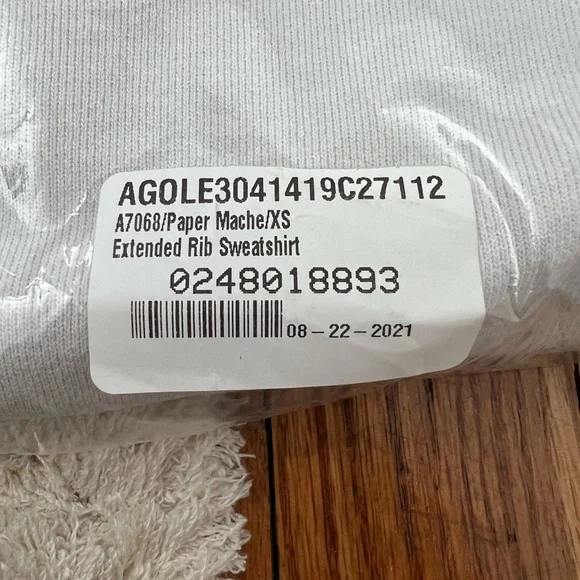 AGOLE3041419C27112
A7068/Paper Mache/XS
Extended Rib Sweatshirt
0248018893
08-22-2021